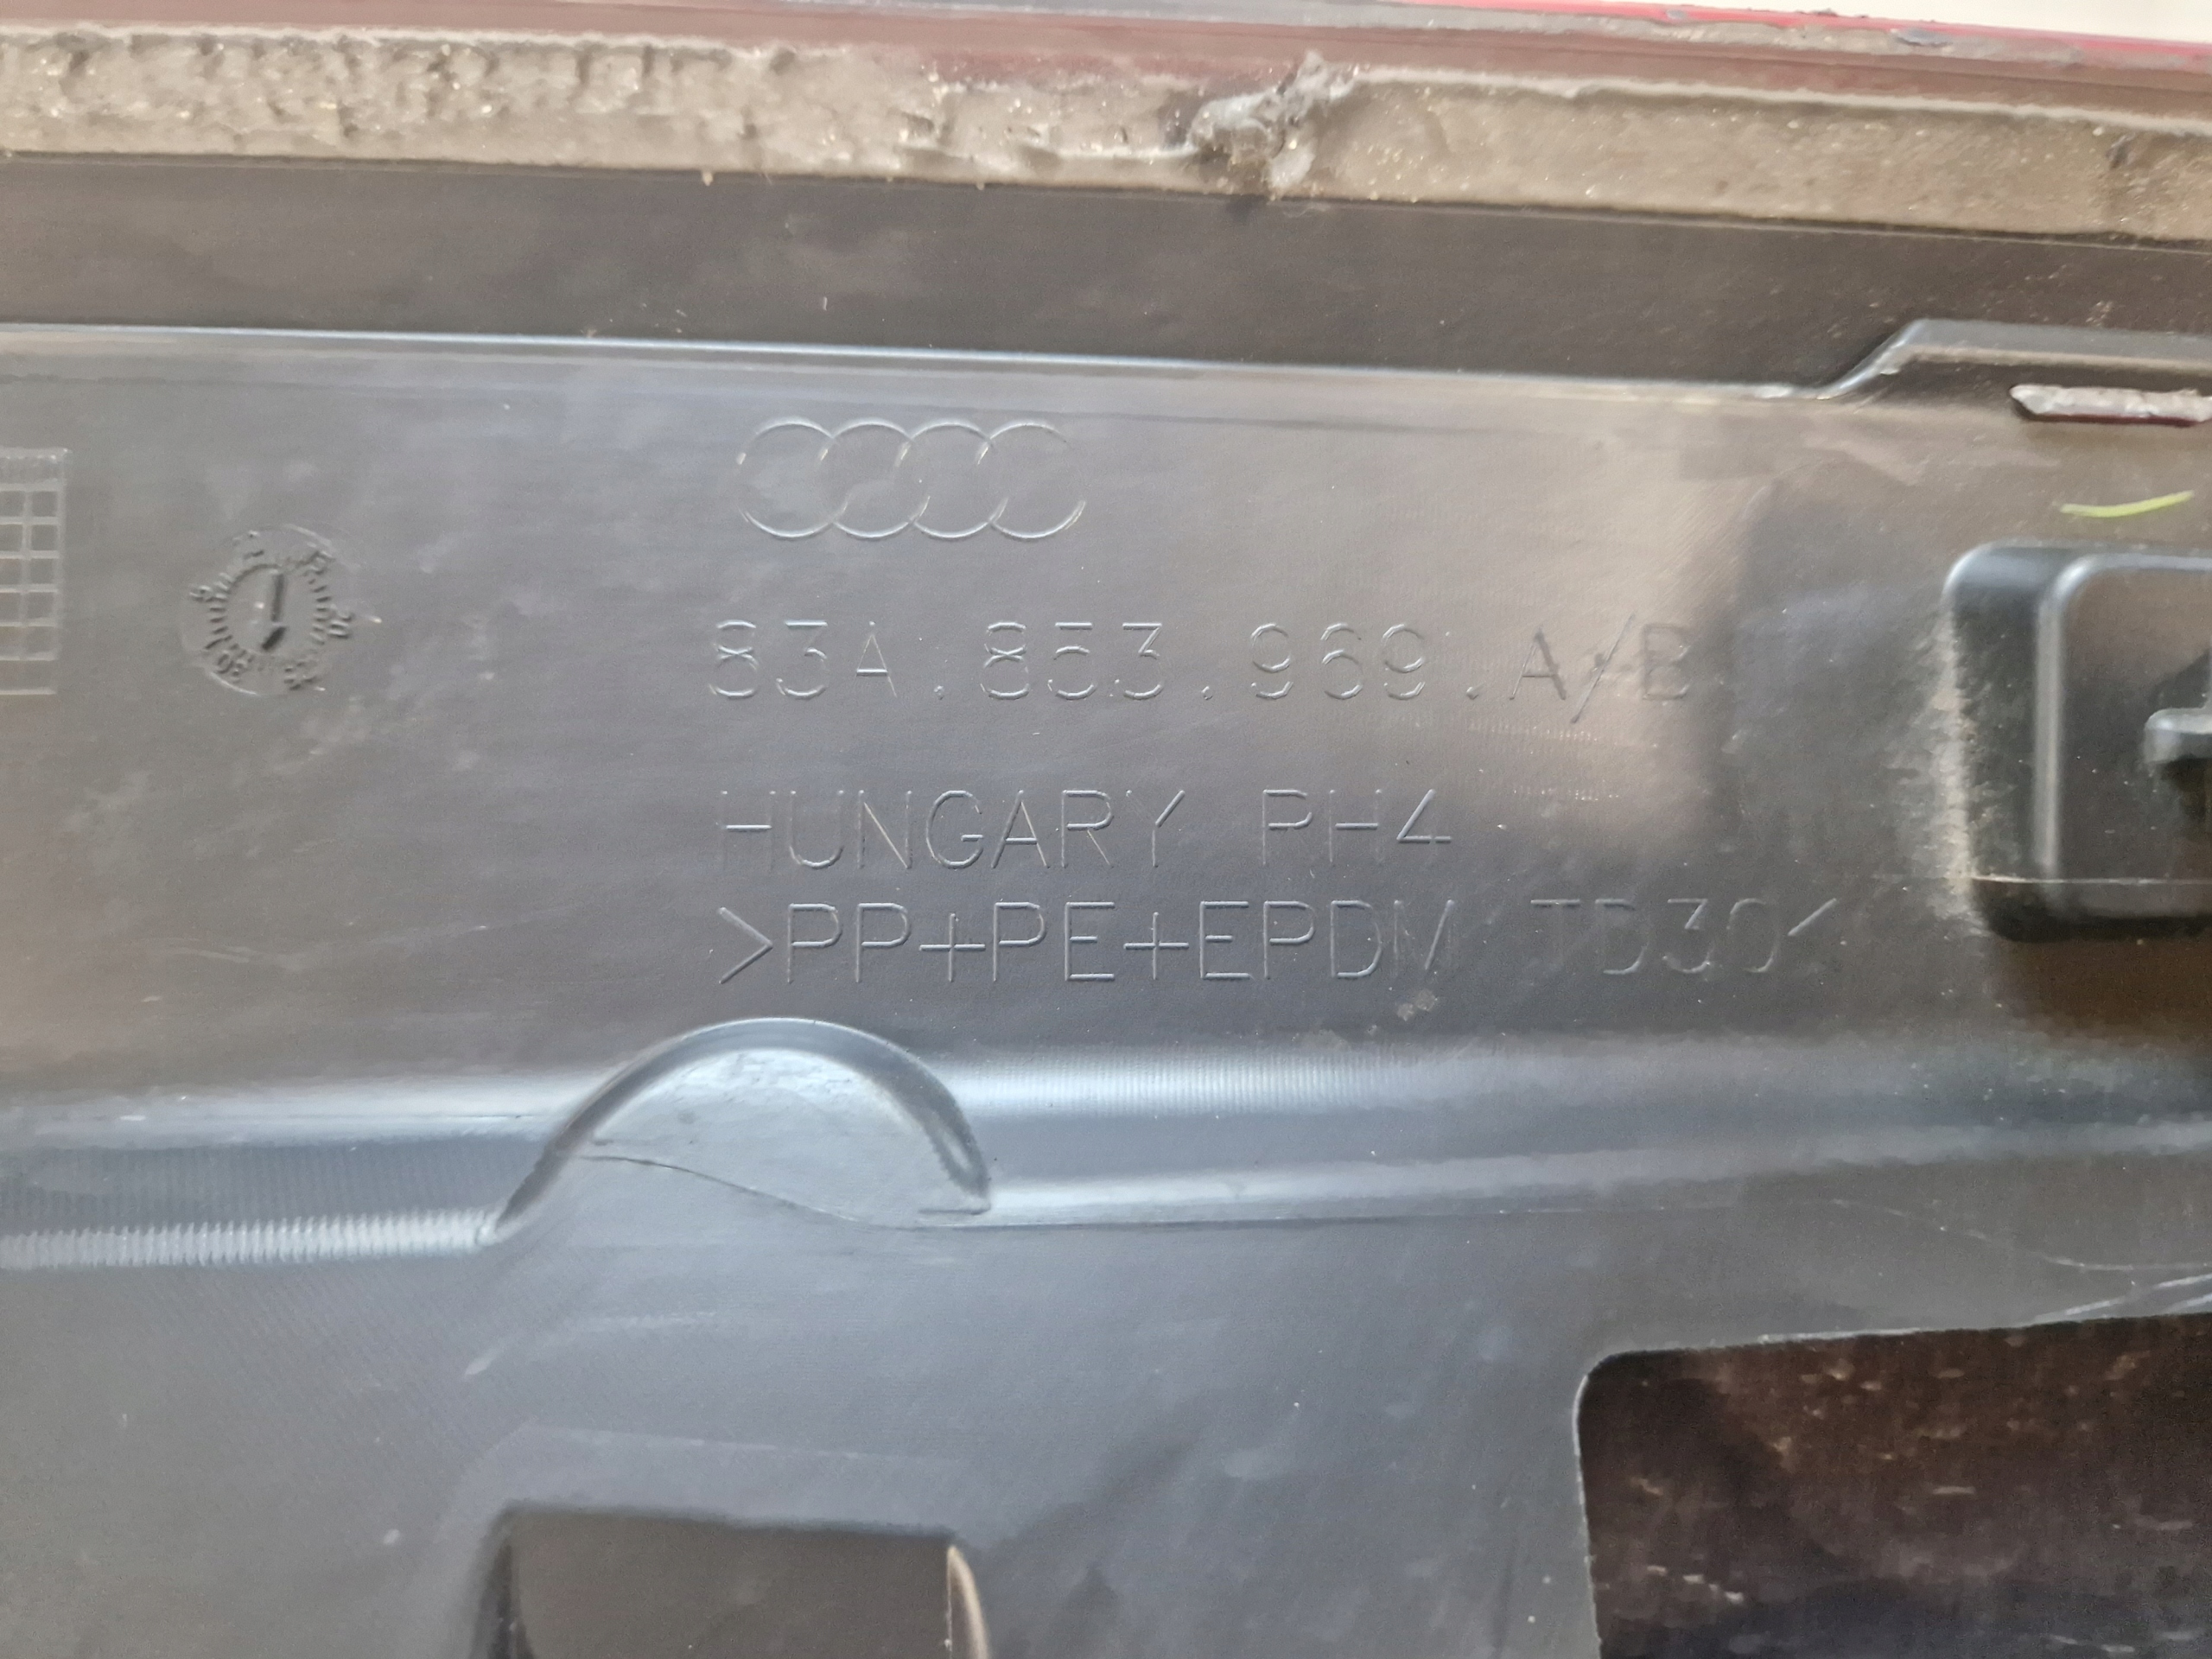 83A.853.969.A/B
HUNGARY PH4
>PP+PE+EPDM TD30<